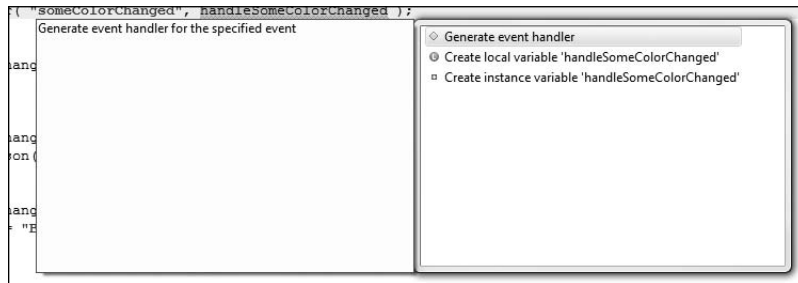 t( "someColorChanged", handleSomeColorChanged );
Generate event handler for the specified event
Generate event handler
Create local variable 'handleSomeColorChanged'
Create instance variable 'handleSomeColorChanged'
hang
hang
son(
hang
= "E